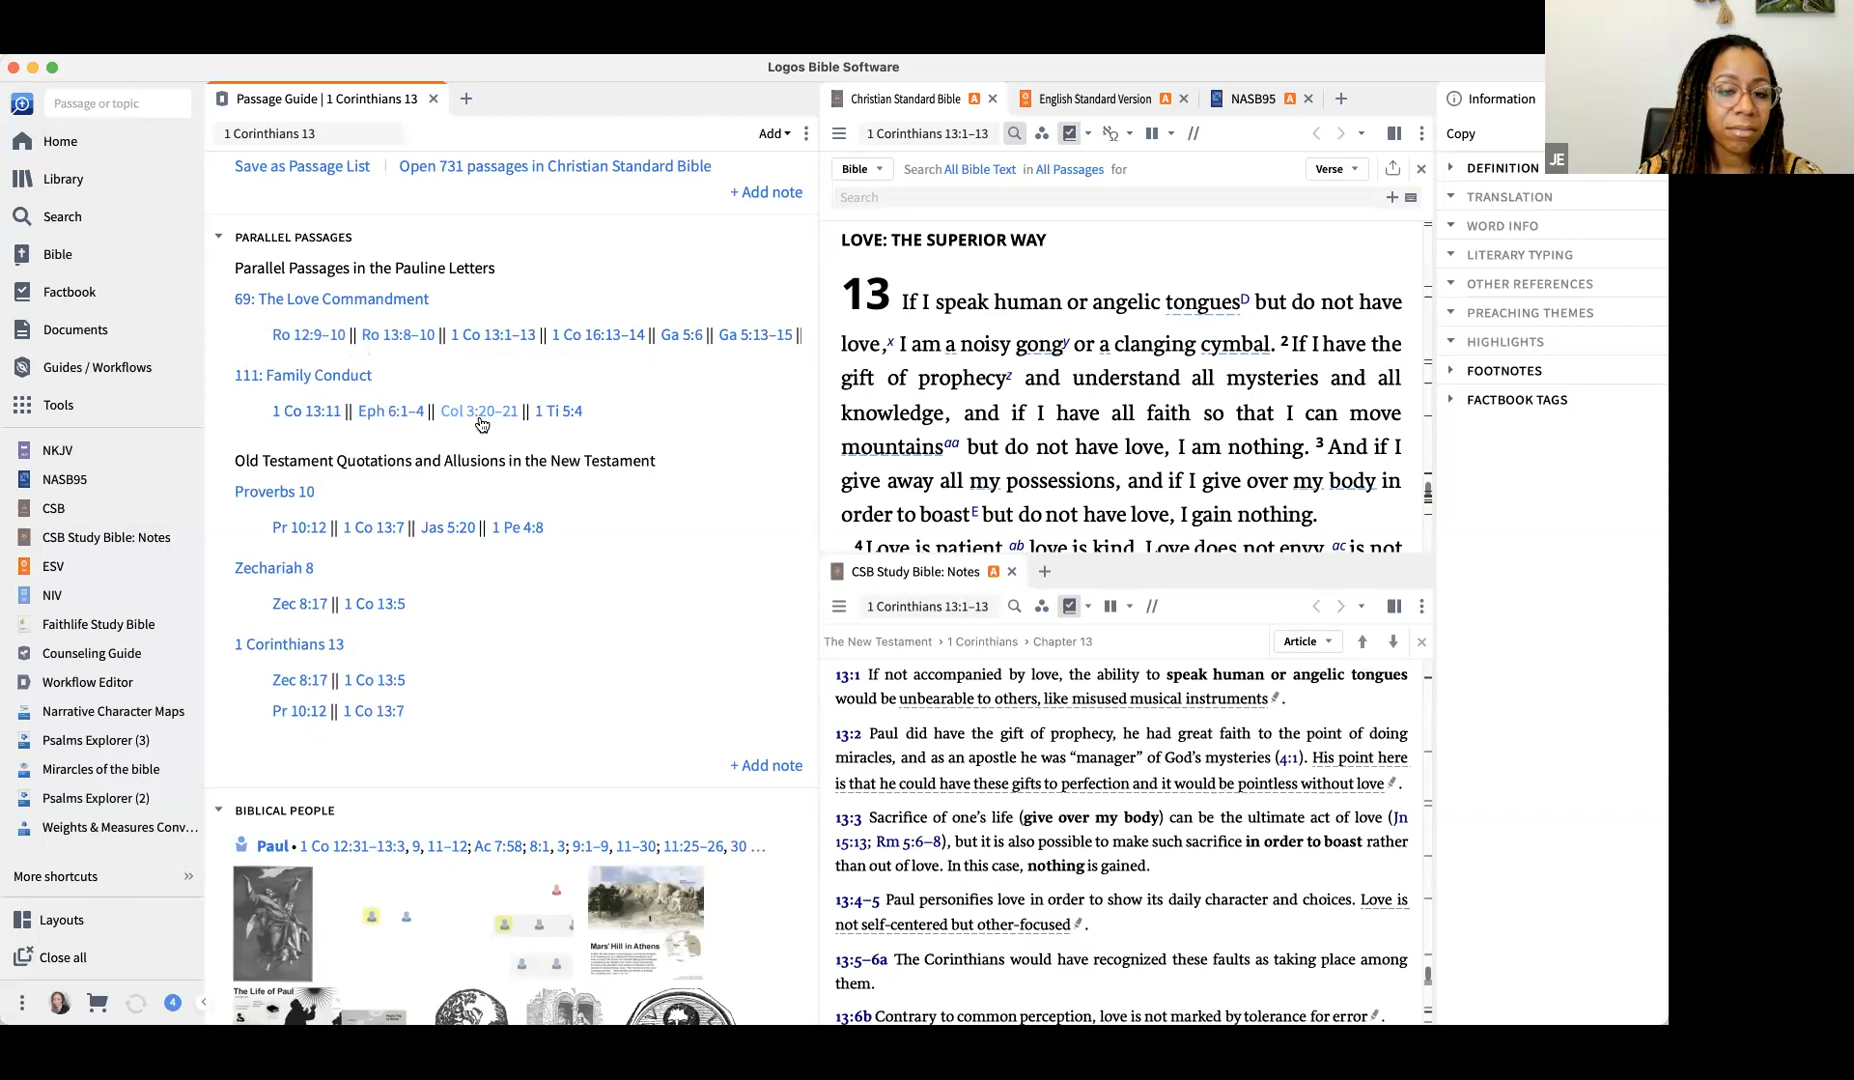 Logos Bible Software
JE
Passage or topic
Home
Library
Search
Bible
Factbook
Documents
Guides / Workflows
Tools
NKJV
NASB95
CSB
CSB Study Bible: Notes
ESV
NIV
Faithlife Study Bible
Counseling Guide
Workflow Editor
Narrative Character Maps
Psalms Explorer (3)
Mirarcles of the bible
Psalms Explorer (2)
Weights & Measures Conv...
More shortcuts
Layouts
Close all
4
Passage Guide | 1 Corinthians 13
1 Corinthians 13
Add
Save as Passage List
Open 731 passages in Christian Standard Bible
+ Add note
PARALLEL PASSAGES
Parallel Passages in the Pauline Letters
69: The Love Commandment
Ro 12:9–10 || Ro 13:8–10 || 1 Co 13:1–13 || 1 Co 16:13–14 || Ga 5:6 || Ga 5:13–15 ||
111: Family Conduct
1 Co 13:11 || Eph 6:1–4 || Col 3:20–21 || 1 Ti 5:4
Old Testament Quotations and Allusions in the New Testament
Proverbs 10
Pr 10:12 || 1 Co 13:7 || Jas 5:20 || 1 Pe 4:8
Zechariah 8
Zec 8:17 || 1 Co 13:5
1 Corinthians 13
Zec 8:17 || 1 Co 13:5
Pr 10:12 || 1 Co 13:7
+ Add note
BIBLICAL PEOPLE
Paul • 1 Co 12:31–13:3, 9, 11–12; Ac 7:58; 8:1, 3; 9:1–9, 11–30; 11:25–26, 30 ...
Mars' Hill in Athens
The Life of Paul
Christian Standard Bible A
English Standard Version A
NASB95 A
1 Corinthians 13:1–13
Bible
Search All Bible Text in All Passages for
Verse
Search
LOVE: THE SUPERIOR WAY
13 If I speak human or angelic tonguesD but do not have
love,x I am a noisy gongy or a clanging cymbal. 2 If I have the
gift of prophecyz and understand all mysteries and all
knowledge, and if I have all faith so that I can move
mountainsaa but do not have love, I am nothing. 3 And if I
give away all my possessions, and if I give over my body in
order to boastE but do not have love, I gain nothing.
4 Love is patient, ab love is kind. Love does not envy, ac is not
CSB Study Bible: Notes A
1 Corinthians 13:1–13
The New Testament › 1 Corinthians › Chapter 13
Article
13:1 If not accompanied by love, the ability to speak human or angelic tongues
would be unbearable to others, like misused musical instruments.
13:2 Paul did have the gift of prophecy, he had great faith to the point of doing
miracles, and as an apostle he was “manager” of God’s mysteries (4:1). His point here
is that he could have these gifts to perfection and it would be pointless without love.
13:3 Sacrifice of one’s life (give over my body) can be the ultimate act of love (Jn
15:13; Rm 5:6–8), but it is also possible to make such sacrifice in order to boast rather
than out of love. In this case, nothing is gained.
13:4–5 Paul personifies love in order to show its daily character and choices. Love is
not self-centered but other-focused.
13:5–6a The Corinthians would have recognized these faults as taking place among
them.
13:6b Contrary to common perception, love is not marked by tolerance for error.
Information
Copy
DEFINITION
TRANSLATION
WORD INFO
LITERARY TYPING
OTHER REFERENCES
PREACHING THEMES
HIGHLIGHTS
FOOTNOTES
FACTBOOK TAGS